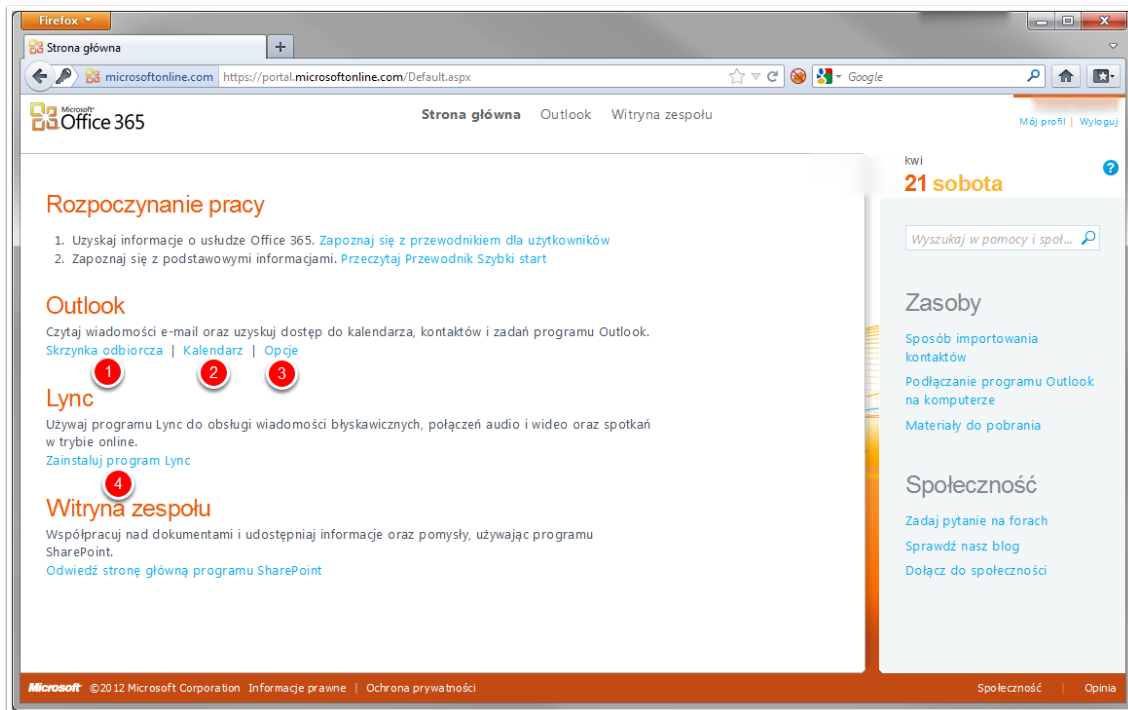 Firefox
Strona główna
microsoftonline.com https://portal.microsoftonline.com/Default.aspx Google
Microsoft Office 365
Strona główna Outlook Witryna zespołu
Mój profil | Wyloguj
kwi
21 sobota
Rozpoczynanie pracy
1. Uzyskaj informacje o usłudze Office 365. Zapoznaj się z przewodnikiem dla użytkowników
2. Zapoznaj się z podstawowymi informacjami. Przeczytaj Przewodnik Szybki start
Outlook
Czytaj wiadomości e-mail oraz uzyskuj dostęp do kalendarza, kontaktów i zadań programu Outlook.
Skrzynka odbiorcza | Kalendarz | Opcje
1 2 3
Lync
Używaj programu Lync do obsługi wiadomości błyskawicznych, połączeń audio i wideo oraz spotkań
w trybie online.
Zainstaluj program Lync
4
Witryna zespołu
Współpracuj nad dokumentami i udostępniaj informacje oraz pomysły, używając programu
SharePoint.
Odwiedź stronę główną programu SharePoint
Wyszukaj w pomocy i społ...
Zasoby
Sposób importowania
kontaktów
Podłączanie programu Outlook
na komputerze
Materiały do pobrania
Społeczność
Zadaj pytanie na forach
Sprawdź nasz blog
Dołącz do społeczności
Microsoft ©2012 Microsoft Corporation Informacje prawne | Ochrona prywatności
Społeczność | Opinia